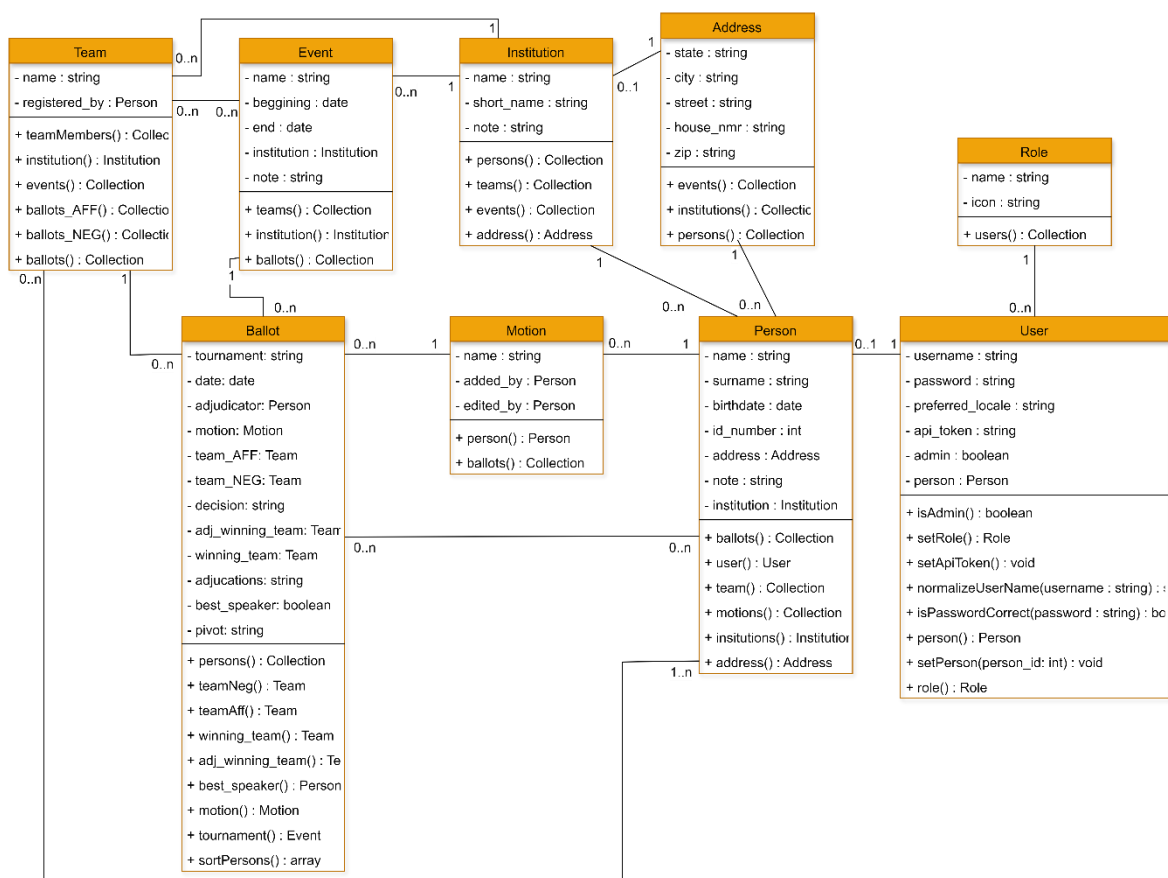 Team
- name : string
- registered_by : Person
+ teamMembers() : Collec
+ institution() : Institution
+ events() : Collection
+ ballots_AFF() : Collectio
+ ballots_NEG() : Collectio
+ ballots() : Collection
Event
- name : string
- beggining : date
- end : date
- institution : Institution
- note : string
+ teams() : Collection
+ institution() : Institution
+ ballots() : Collection
Institution
- name : string
- short_name : string
- note : string
+ persons() : Collection
+ teams() : Collection
+ events() : Collection
+ address() : Address
Address
- state : string
- city : string
- street : string
- house_nmr : string
- zip : string
+ events() : Collection
+ institutions() : Collectio
+ persons() : Collection
Role
- name : string
- icon : string
+ users() : Collection
0..n
1
0..n
0..n
0..n
1
0..1
1
0..n
1
1
0..n
1
0..n
1
0..n
1
0..n
Ballot
- tournament: string
- date: date
- adjudicator: Person
- motion: Motion
- team_AFF: Team
- team_NEG: Team
- decision: string
- adj_winning_team: Team
- winning_team: Team
- adjucations: string
- best_speaker: boolean
- pivot: string
+ persons() : Collection
+ teamNeg() : Team
+ teamAff() : Team
+ winning_team() : Team
+ adj_winning_team() : Te
+ best_speaker() : Person
+ motion() : Motion
+ tournament() : Event
+ sortPersons() : array
Motion
- name : string
- added_by : Person
- edited_by : Person
+ person() : Person
+ ballots() : Collection
Person
- name : string
- surname : string
- birthdate : date
- id_number : int
- address : Address
- note : string
- institution : Institution
+ ballots() : Collection
+ user() : User
+ team() : Collection
+ motions() : Collection
+ insitutions() : Institution
+ address() : Address
User
- username : string
- password : string
- preferred_locale : string
- api_token : string
- admin : boolean
- person : Person
+ isAdmin() : boolean
+ setRole() : Role
+ setApiToken() : void
+ normalizeUserName(username : string) : s
+ isPasswordCorrect(password : string) : bo
+ person() : Person
+ setPerson(person_id: int) : void
+ role() : Role
0..n
0..n
1
0..n
1
0..1
1
0..n
0..n
1..n